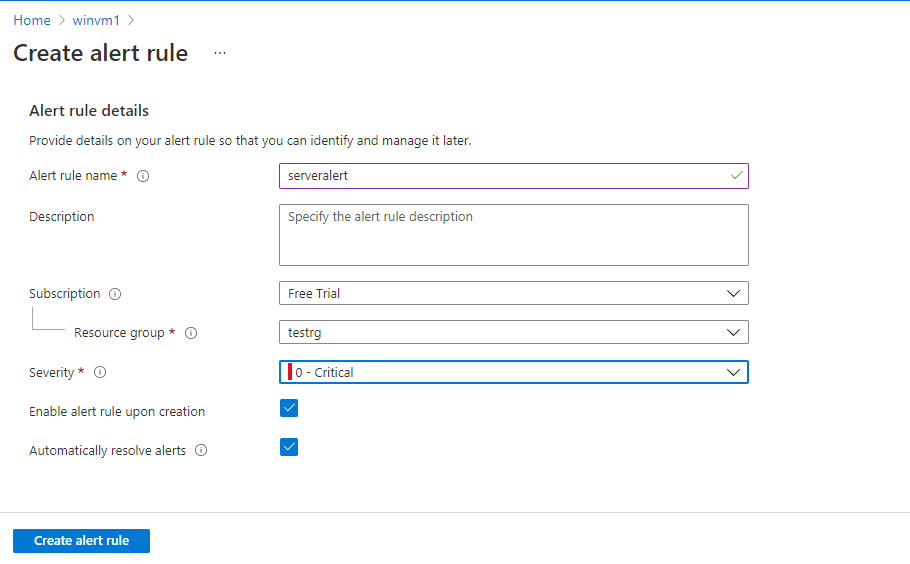 Home > winvm1 >
Create alert rule ...
Alert rule details
Provide details on your alert rule so that you can identify and manage it later.
Alert rule name * serveralert
Description Specify the alert rule description
Subscription Free Trial
Resource group * testrg
Severity * 0 - Critical
Enable alert rule upon creation
Automatically resolve alerts
Create alert rule